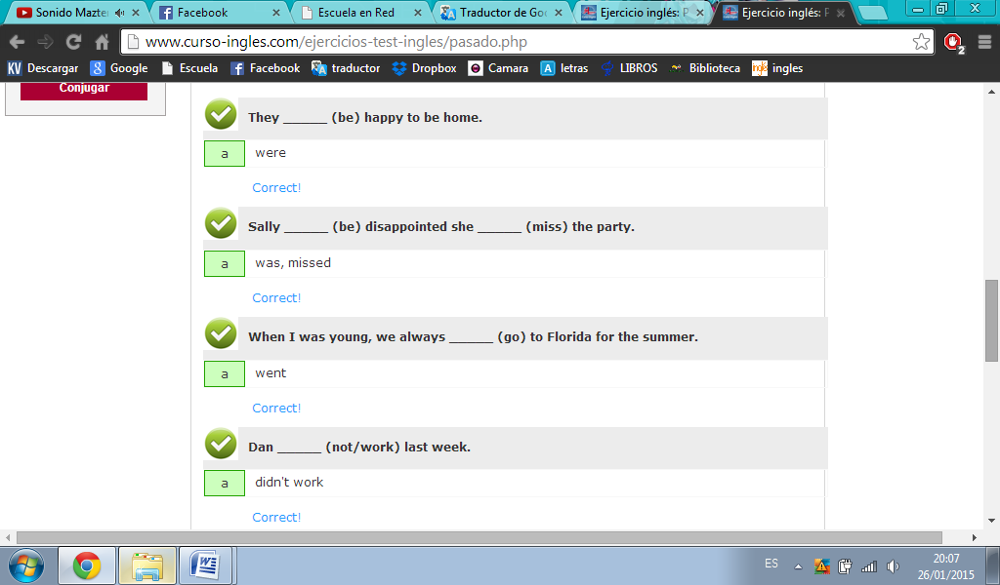 Sonido Mazte
Facebook
Escuela en Red
Traductor de Go
Ejercicio inglés: P
Ejercicio inglés: P
www.curso-ingles.com/ejercicios-test-ingles/pasado.php
2
KV Descargar
8 Google
Escuela
Facebook
traductor
Dropbox
Camara
A letras
LIBROS
Biblioteca
ingles
Conjugar
They ______ (be) happy to be home.
a were
Correct!
Sally ______ (be) disappointed she ______ (miss) the party.
a was, missed
Correct!
When I was young, we always ______ (go) to Florida for the summer.
a went
Correct!
Dan ______ (not/work) last week.
a didn't work
Correct!
ES
20:07
26/01/2015